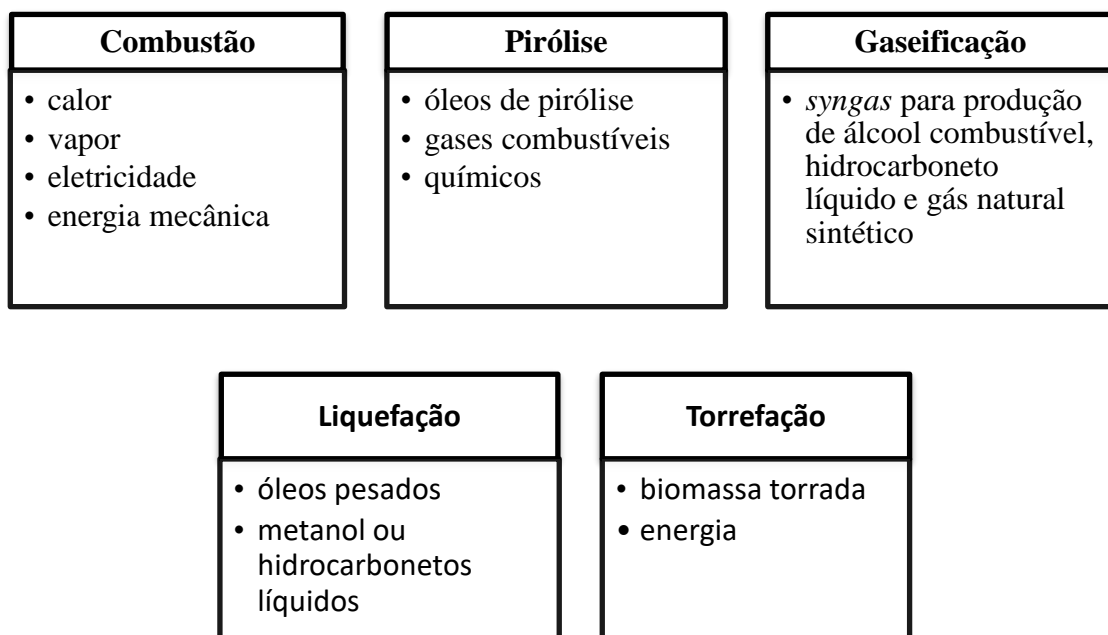 Combustão
• calor
• vapor
• eletricidade
• energia mecânica
Pirólise
• óleos de pirólise
• gases combustíveis
• químicos
Gaseificação
• syngas para produção
de álcool combustível,
hidrocarboneto
líquido e gás natural
sintético
Liquefação
• óleos pesados
• metanol ou
hidrocarbonetos
líquidos
Torrefação
• biomassa torrada
• energia